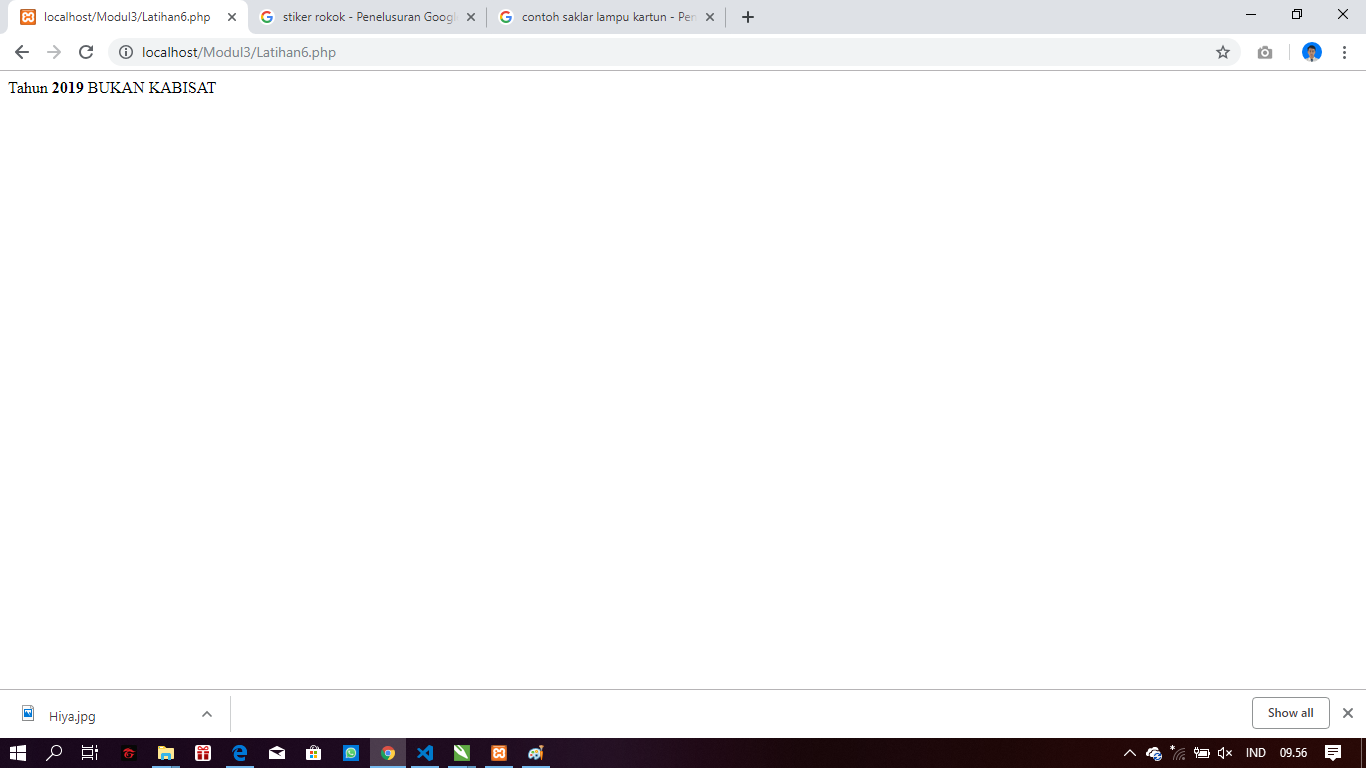 localhost/Modul3/Latihan6.php
stiker rokok - Penelusuran Googl
contoh saklar lampu kartun - Pen
localhost/Modul3/Latihan6.php
Tahun 2019 BUKAN KABISAT
Hiya.jpg
Show all
IND
09.56